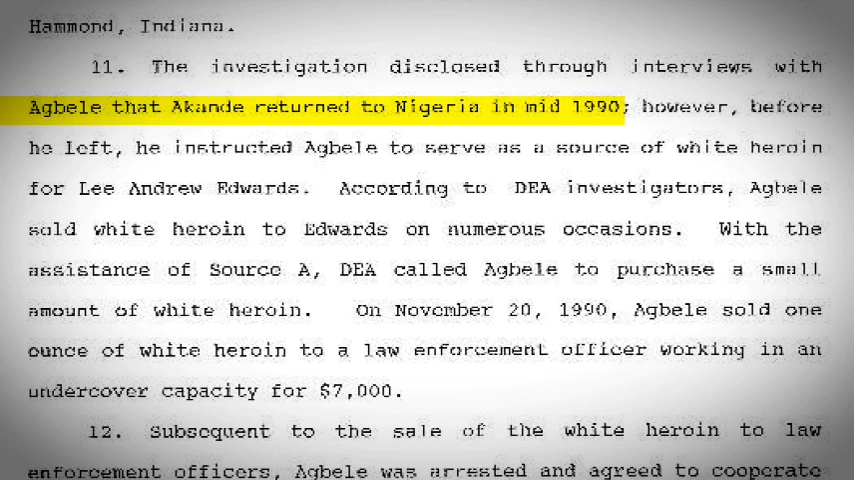 Hammond, Indiana.
11. The investigation disclosed through interviews with
Agbele that Akande returned to Nigeria in mid 1990; however, before
he left, he instructed Agbele to serve as a source of white heroin
for Lee Andrew Edwards. According to DEA investigators, Agbele
sold white heroin to Edwards on numerous occasions. With the
assistance of Source A, DEA called Agbele to purchase a small
amount of white heroin. On November 20, 1990, Agbele sold one
ounce of white heroin to a law enforcement officer working in an
undercover capacity for $7,000.
12. Subsequent to the sale of the white heroin to law
enforcement officers, Agbele was arrested and agreed to cooperate